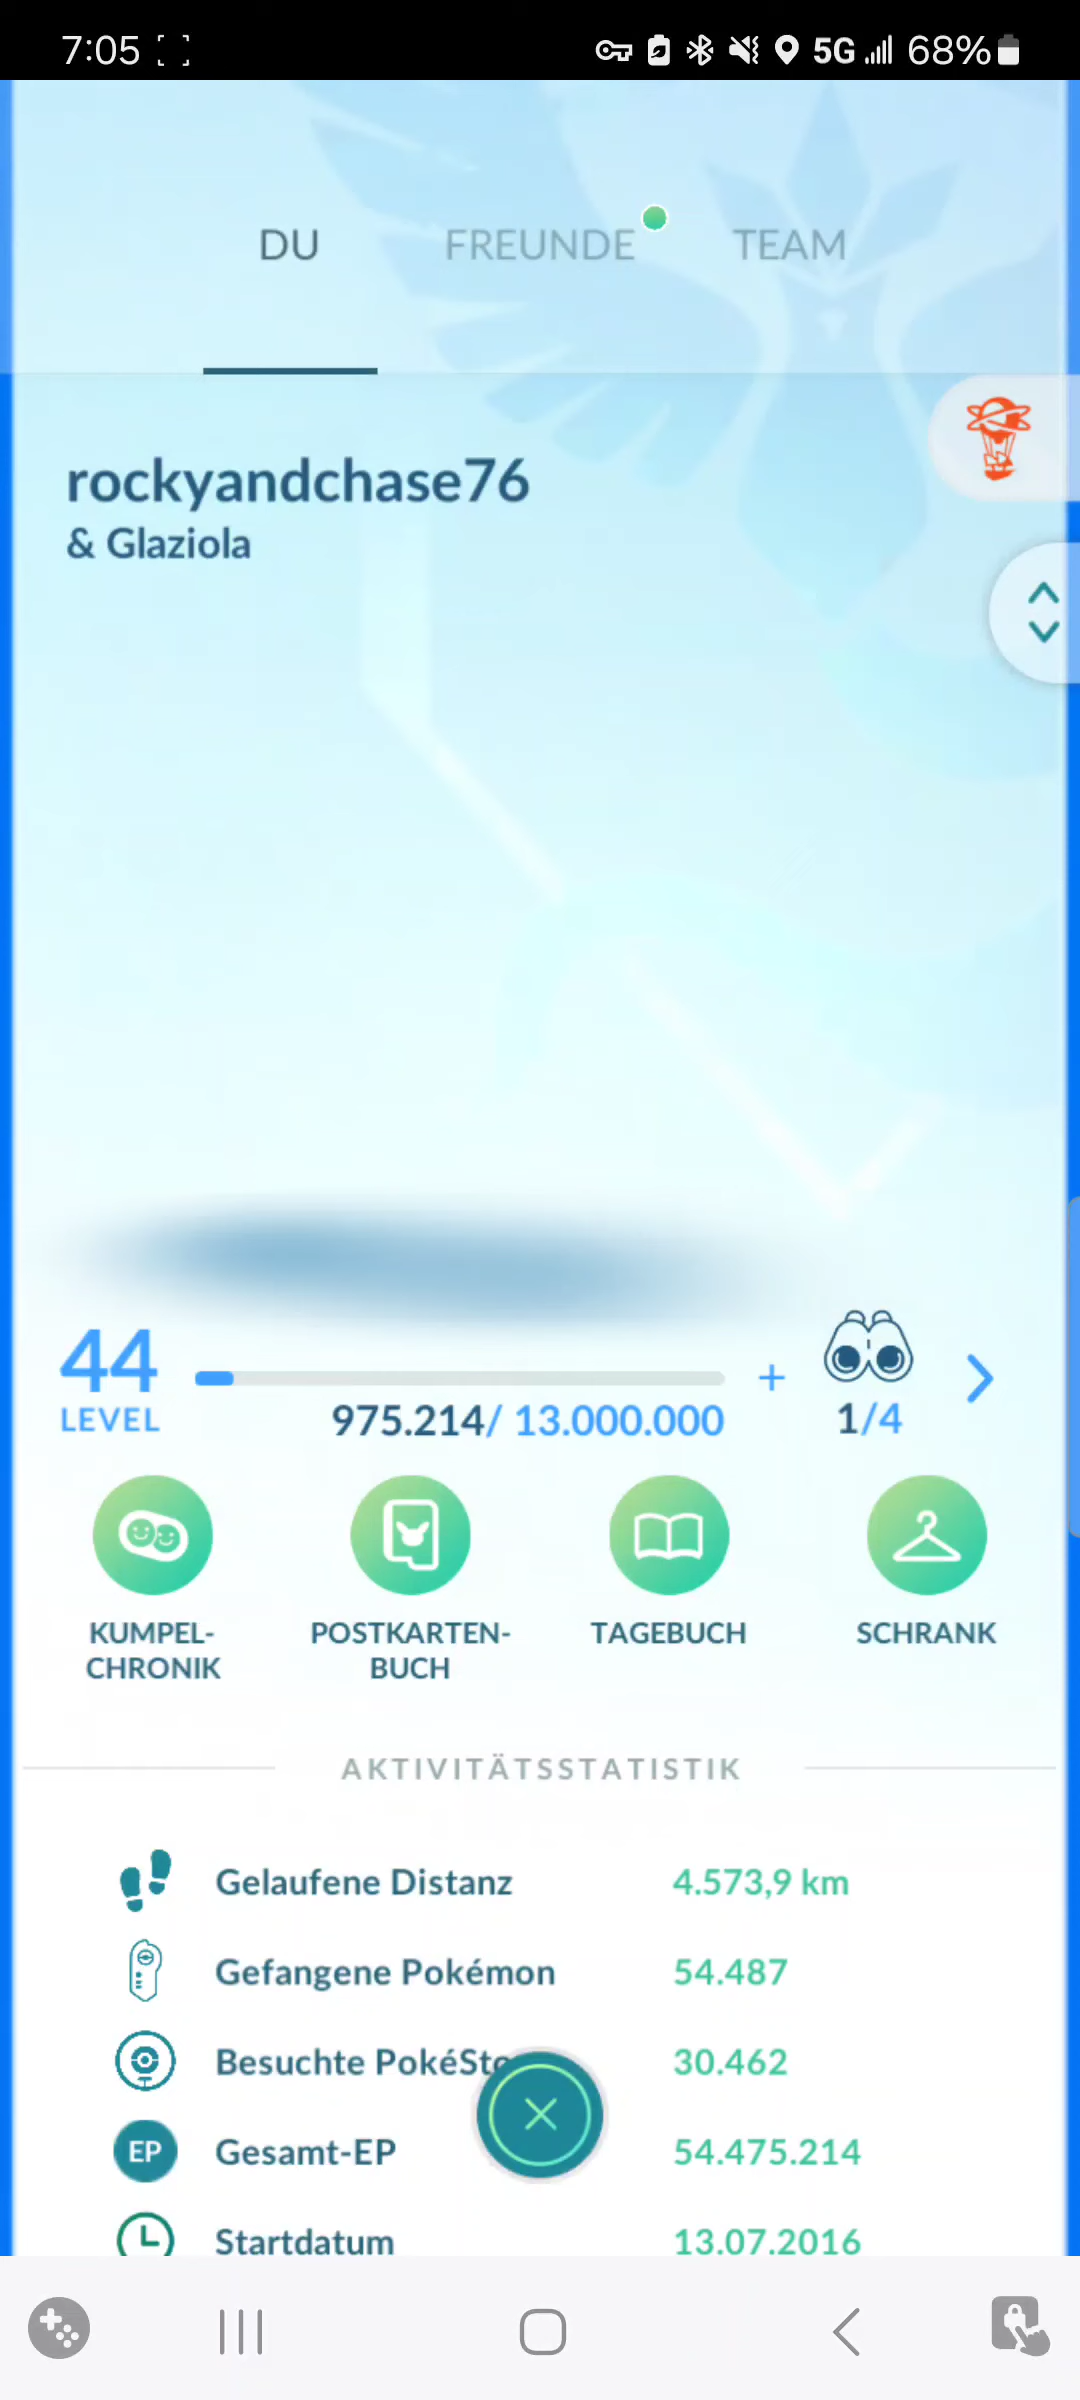 7:05
5G 68%
DU FREUNDE TEAM
rockyandchase76
& Glaziola
44
LEVEL
975.214/ 13.000.000
+
1/4
KUMPEL-
CHRONIK
POSTKARTEN-
BUCH
TAGEBUCH
SCHRANK
AKTIVITÄTSSTATISTIK
Gelaufene Distanz 4.573,9 km
Gefangene Pokémon 54.487
Besuchte 30.462
EP Gesamt-EP 54.475.214
Startdatum 13.07.2016